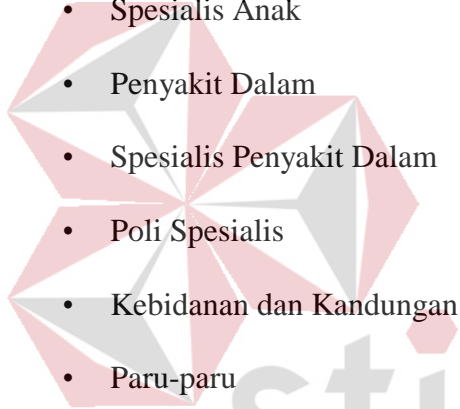 • Spesialis Anak
• Penyakit Dalam
• Spesialis Penyakit Dalam
• Poli Spesialis
• Kebidanan dan Kandungan
• Paru-paru